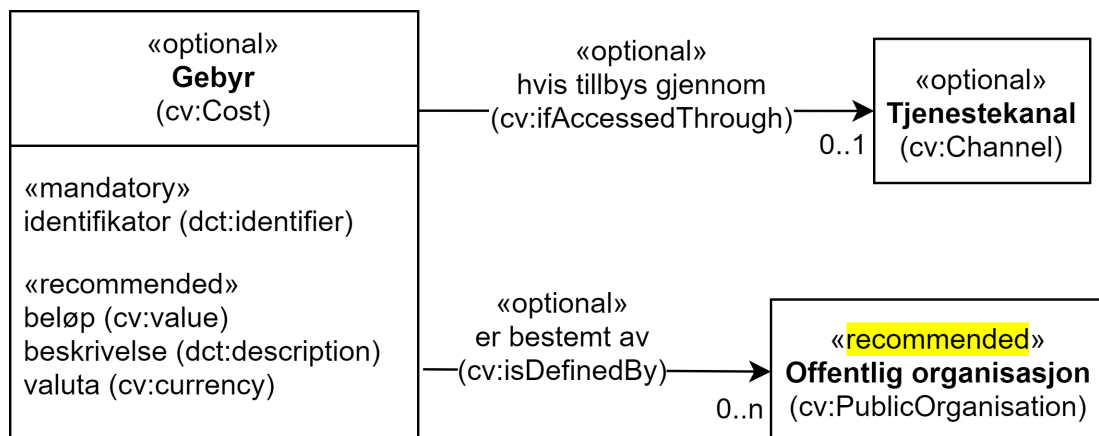 «optional»
Gebyr
(cv:Cost)
«mandatory»
identifikator (dct:identifier)
«recommended»
beløp (cv:value)
beskrivelse (dct:description)
valuta (cv:currency)
«optional»
hvis tillbys gjennom
(cv:ifAccessedThrough)
0..1
«optional»
Tjenestekanal
(cv:Channel)
«optional»
er bestemt av
(cv:isDefinedBy)
0..n
«recommended»
Offentlig organisasjon
(cv:PublicOrganisation)